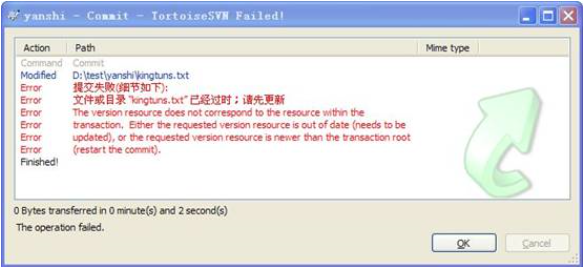 yanshi - Commit - TortoiseSVN Failed!
Action Path Mime type
Command Commit
Modified D:\test\yanshi\kingtuns.txt
Error 提交失败(细节如下):
Error 文件或目录 "kingtuns.txt" 已经过时；请先更新
Error The version resource does not correspond to the resource within the
Error transaction. Either the requested version resource is out of date (needs to be
Error updated), or the requested version resource is newer than the transaction root
Error (restart the commit).
Finished!
0 Bytes transferred in 0 minute(s) and 2 second(s)
The operation failed.
OK Cancel